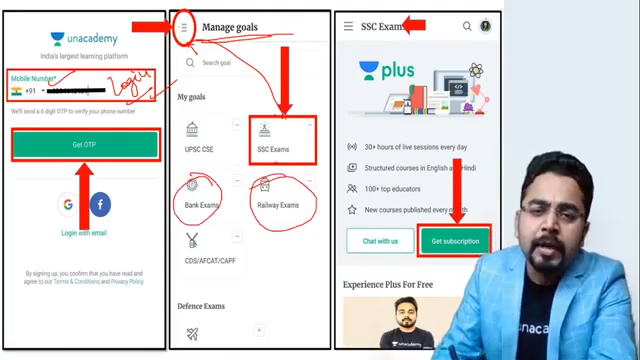 unacademy
India's largest learning platform
Mobile Number*
+91
Login
We'll send a 6 digit OTP to verify your phone number
Get OTP
Login with email
By signing up, you confirm that you have read and
agree to our Terms & Conditions and Privacy Policy
Manage goals
Search goal
My goals
UPSC CSE
SSC Exams
Bank Exams
Railway Exams
CDS/AFCAT/CAPF
Defence Exams
SSC Exams
plus
30+ hours of live sessions every day
Structured courses in English and Hindi
100+ top educators
New courses published every month
Chat with us
Get subscription
Experience Plus For Free
unacademy